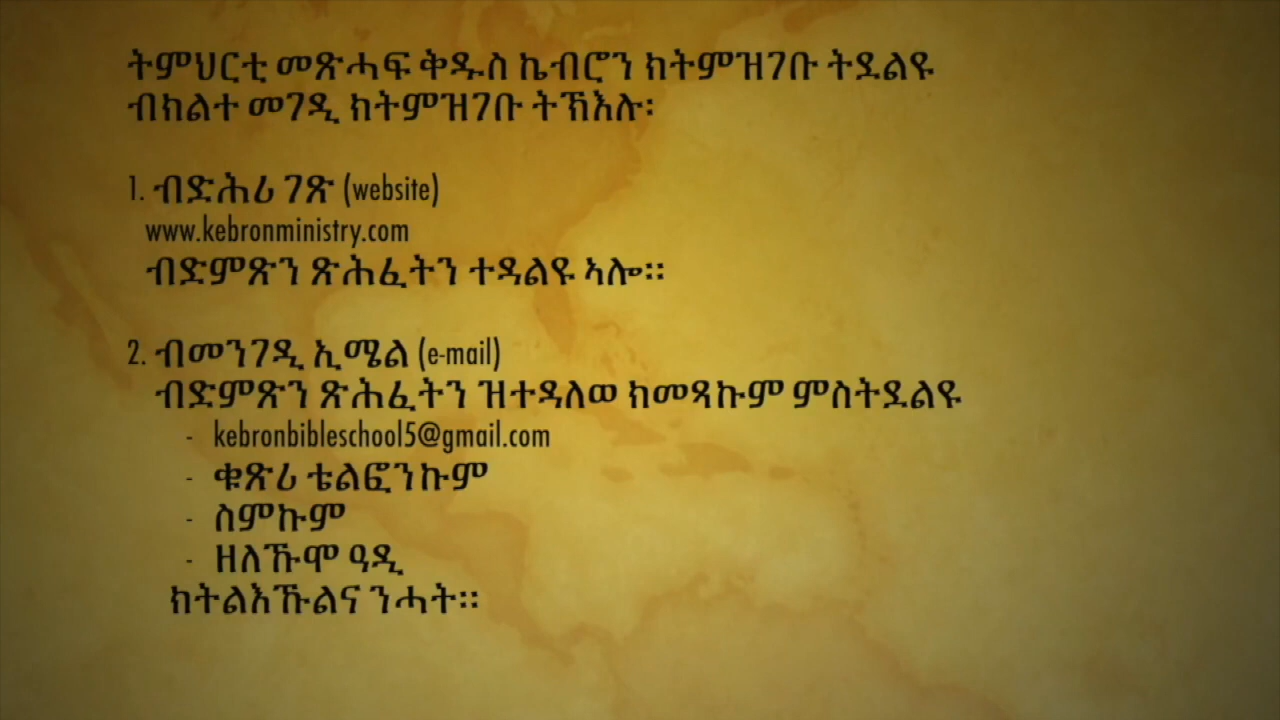 ትምህርቲ መጽሓፍ ቅዱስ ኬብሮን ክትምዝገቡ ትደልዩ
ብክልተ መገዲ ክትምዝገቡ ትኽእሉ፡
1. ብድሕሪ ገጽ (website)
www.kebronministry.com
ብድምጽን ጽሕፈትን ተዳልዩ ኣሎ።
2. ብመንገዲ ኢሜል (e-mail)
ብድምጽን ጽሕፈትን ዝተዳለወ ክመጻኩም ምስትደልዩ
- kebronbibleschool5@gmail.com
- ቁጽሪ ቴልፎንኩም
- ስምኩም
- ዘለኹሞ ዓዲ
ክትልእኹልና ንሓት።